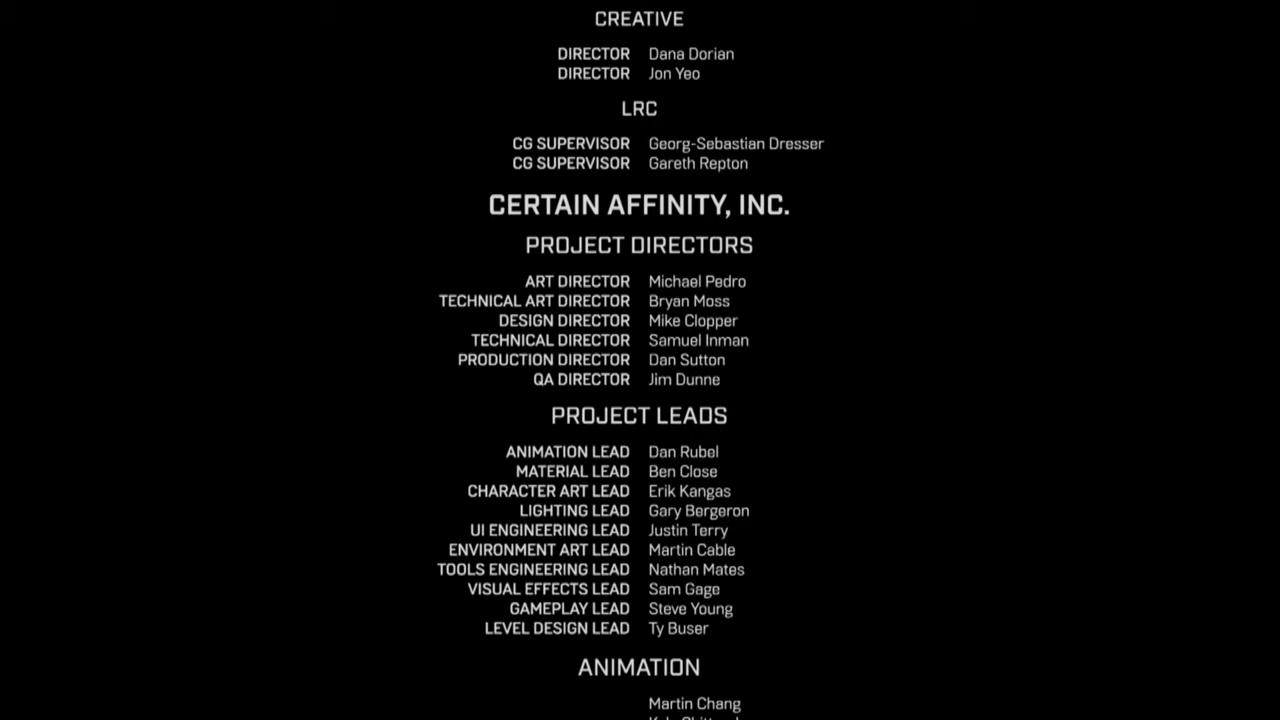 CREATIVE
DIRECTOR Dana Dorian
DIRECTOR Jon Yeo
LRC
CG SUPERVISOR Georg-Sebastian Dresser
CG SUPERVISOR Gareth Repton
CERTAIN AFFINITY, INC.
PROJECT DIRECTORS
ART DIRECTOR Michael Pedro
TECHNICAL ART DIRECTOR Bryan Moss
DESIGN DIRECTOR Mike Clopper
TECHNICAL DIRECTOR Samuel Inman
PRODUCTION DIRECTOR Dan Sutton
QA DIRECTOR Jim Dunne
PROJECT LEADS
ANIMATION LEAD Dan Rubel
MATERIAL LEAD Ben Close
CHARACTER ART LEAD Erik Kangas
LIGHTING LEAD Gary Bergeron
UI ENGINEERING LEAD Justin Terry
ENVIRONMENT ART LEAD Martin Cable
TOOLS ENGINEERING LEAD Nathan Mates
VISUAL EFFECTS LEAD Sam Gage
GAMEPLAY LEAD Steve Young
LEVEL DESIGN LEAD Ty Buser
ANIMATION
Martin Chang